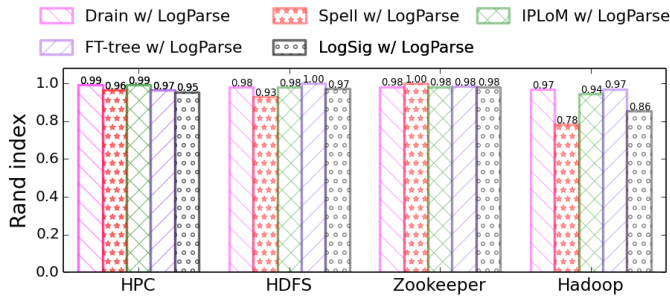 Drain w/ LogParse Spell w/ LogParse IPLoM w/ LogParse
FT-tree w/ LogParse LogSig w/ LogParse
Rand index
1.0
0.8
0.6
0.4
0.2
0.0
0.99 0.96 0.99 0.97 0.95
0.98 0.93 0.98 1.00 0.97
0.98 1.00 0.98 0.98 0.98
0.97 0.78 0.94 0.97 0.86
HPC HDFS Zookeeper Hadoop